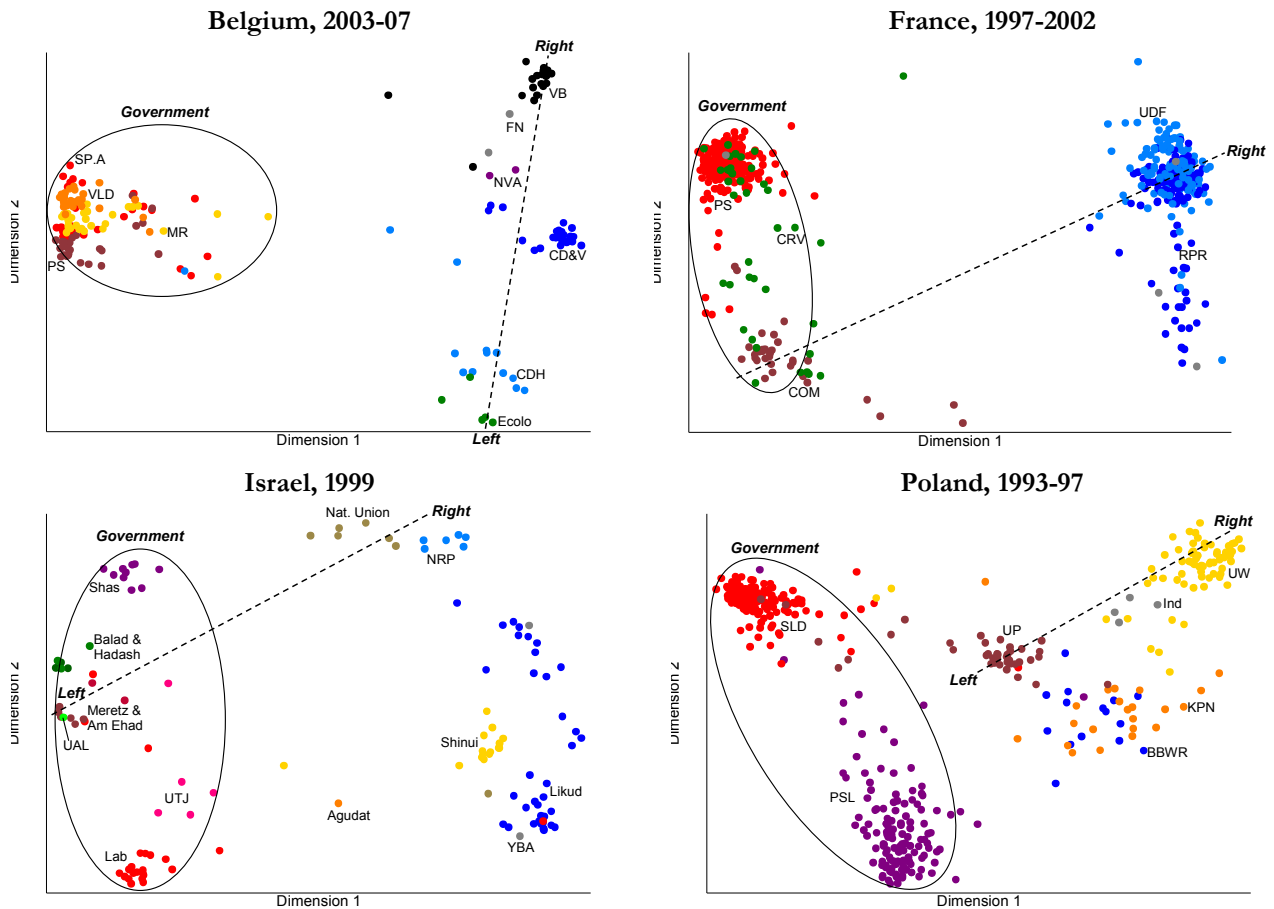 Belgium, 2003-07
Right
VB
Government
FN
SP.A
NVA
VLD
MR
CD&V
PS
CDH
Ecolo
Left
Dimension 1
Dimension 2
France, 1997-2002
UDF
Government
Right
PS
CRV
RPR
COM
Dimension 1
Dimension 2
Israel, 1999
Nat. Union
Right
Government
NRP
Shas
Balad &
Hadash
Left
Meretz &
Am Ehad
UAL
Shinui
UTJ
Likud
Agudat
YBA
Lab
Dimension 1
Dimension 2
Poland, 1993-97
Right
Government
UW
Ind
SLD
UP
Left
KPN
BBWR
PSL
Dimension 1
Dimension 2